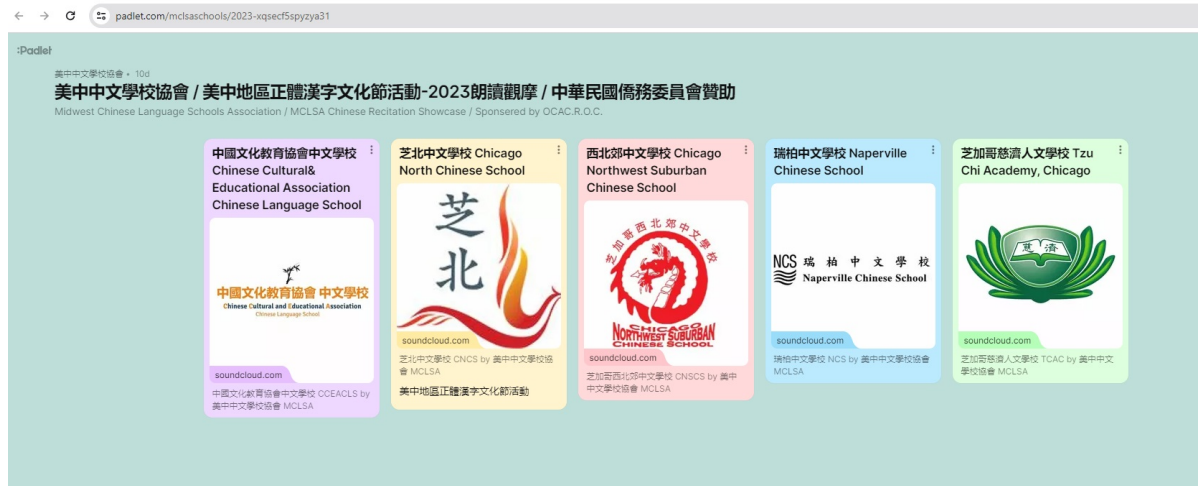 padlet.com/mclsaschools/2023-xqsecf5spyzya31
:Padlet
美中中文學校協會 • 10d
美中中文學校協會 / 美中地區正體漢字文化節活動-2023朗讀觀摩 / 中華民國僑務委員會贊助
Midwest Chinese Language Schools Association / MCLSA Chinese Recitation Showcase / Sponsered by OCAC.R.O.C.
中國文化教育協會中文學校
Chinese Cultural&
Educational Association
Chinese Language School
中國文化教育協會 中文學校
Chinese Cultural and Educational Association
Chinese Language School
soundcloud.com
中國文化教育協會中文學校 CCEACLS by
美中中文學校協會 MCLSA
芝北中文學校 Chicago
North Chinese School
芝
北
soundcloud.com
芝北中文學校 CNCS by 美中中文學校協
會 MCLSA
美中地區正體漢字文化節活動
西北郊中文學校 Chicago
Northwest Suburban
Chinese School
芝加哥西北郊中文學校
CHICAGO
NORTHWEST SUBURBAN
CHINESE SCHOOL
soundcloud.com
芝加哥西北郊中文學校 CNSCS by 美中
中文學校協會 MCLSA
瑞柏中文學校 Naperville
Chinese School
NCS 瑞柏中文學校
Naperville Chinese School
soundcloud.com
瑞柏中文學校 NCS by 美中中文學校協會
MCLSA
芝加哥慈濟人文學校 Tzu
Chi Academy, Chicago
慈濟
soundcloud.com
芝加哥慈濟人文學校 TCAC by 美中中文
學校協會 MCLSA